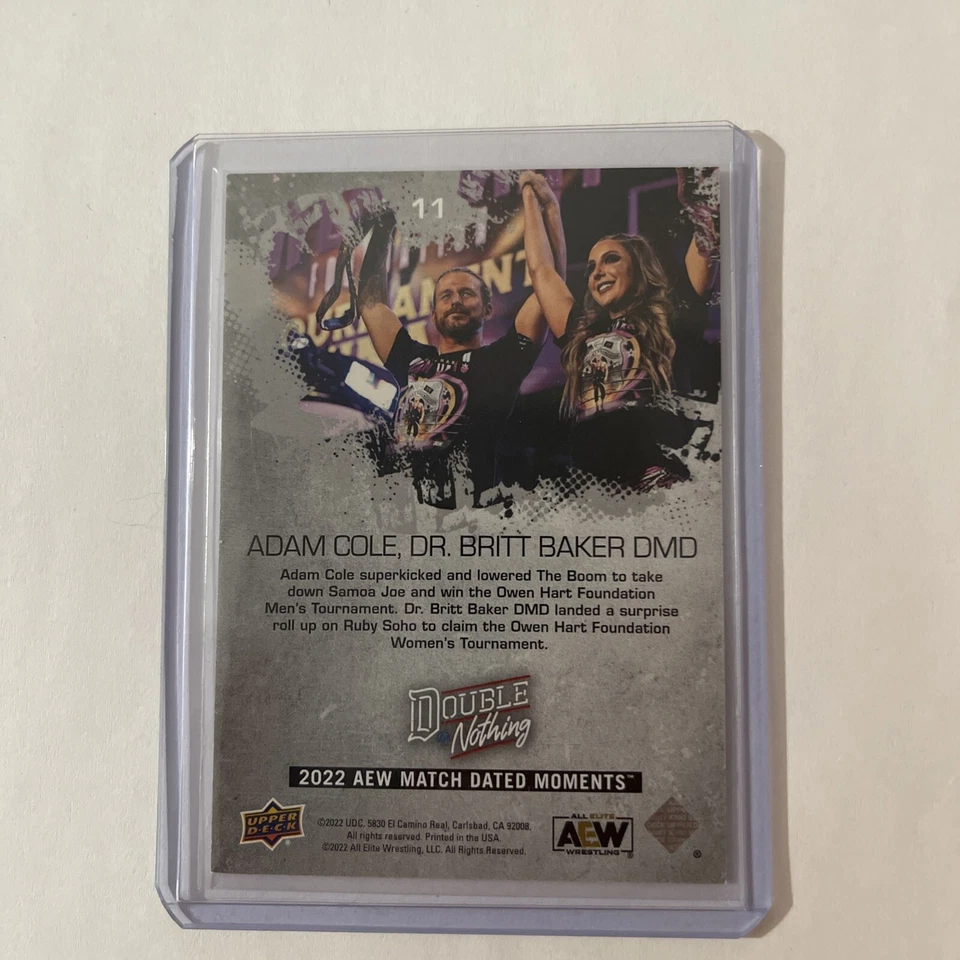 11
ADAM COLE, DR. BRITT BAKER DMD
Adam Cole superkicked and lowered The Boom to take
down Samoa Joe and win the Owen Hart Foundation
Men's Tournament. Dr. Britt Baker DMD landed a surprise
roll up on Ruby Soho to claim the Owen Hart Foundation
Women's Tournament.
DOUBLE
Nothing
2022 AEW MATCH DATED MOMENTS™
UPPER
D·E·C·K
©2022 UDC. 5830 El Camino Real, Carlsbad, CA 92008.
All rights reserved. Printed in the USA.
©2022 All Elite Wrestling, LLC. All Rights Reserved.
ALL ELITE
AEW
WRESTLING
®